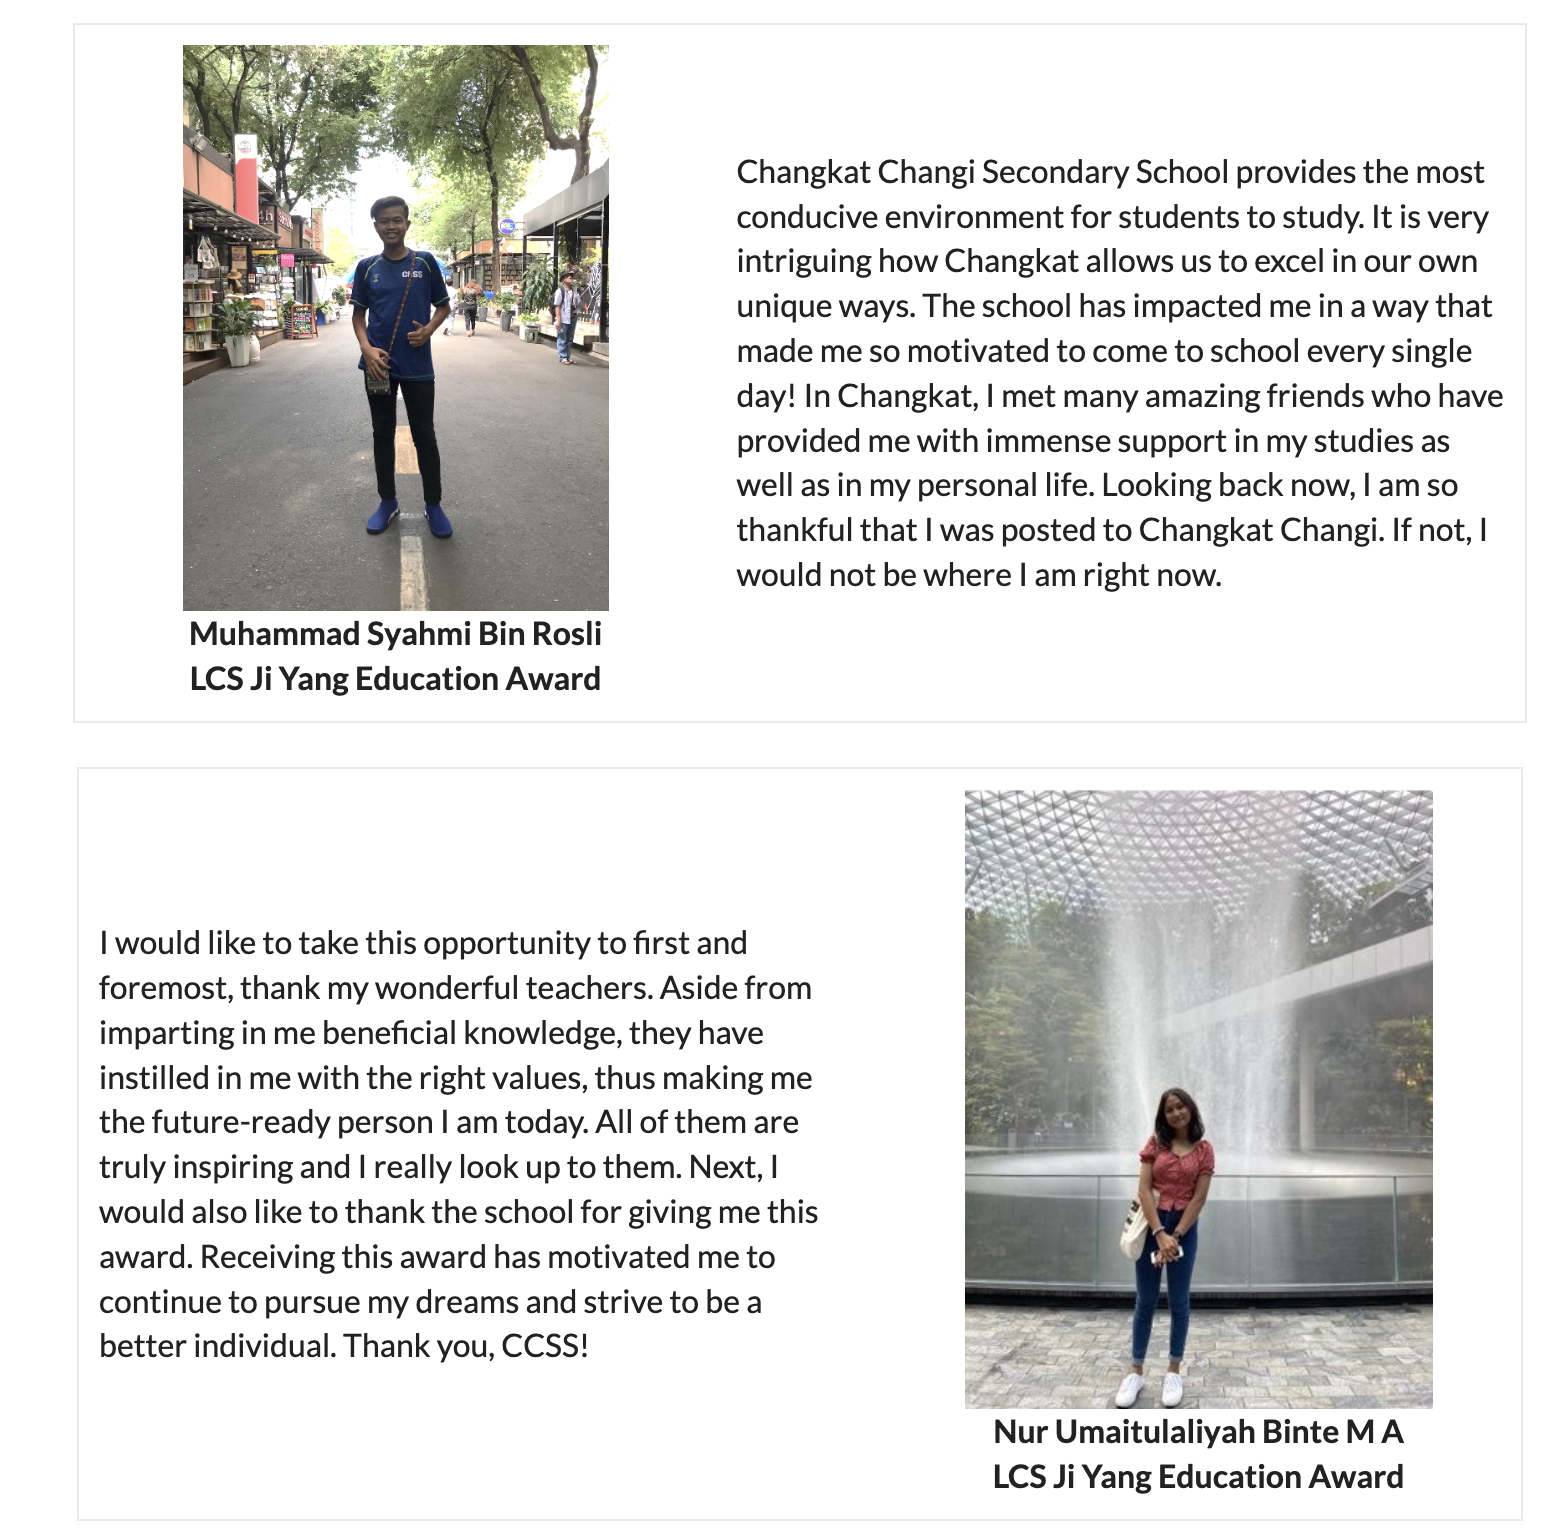 CCSS
Changkat Changi Secondary School provides the most
conducive environment for students to study. It is very
intriguing how Changkat allows us to excel in our own
unique ways. The school has impacted me in a way that
made me so motivated to come to school every single
day! In Changkat, I met many amazing friends who have
provided me with immense support in my studies as
well as in my personal life. Looking back now, I am so
thankful that I was posted to Changkat Changi. If not, I
would not be where I am right now.
Muhammad Syahmi Bin Rosli
LCS Ji Yang Education Award
I would like to take this opportunity to first and
foremost, thank my wonderful teachers. Aside from
imparting in me beneficial knowledge, they have
instilled in me with the right values, thus making me
the future-ready person I am today. All of them are
truly inspiring and I really look up to them. Next, I
would also like to thank the school for giving me this
award. Receiving this award has motivated me to
continue to pursue my dreams and strive to be a
better individual. Thank you, CCSS!
Nur Umaitulaliyah Binte M A
LCS Ji Yang Education Award